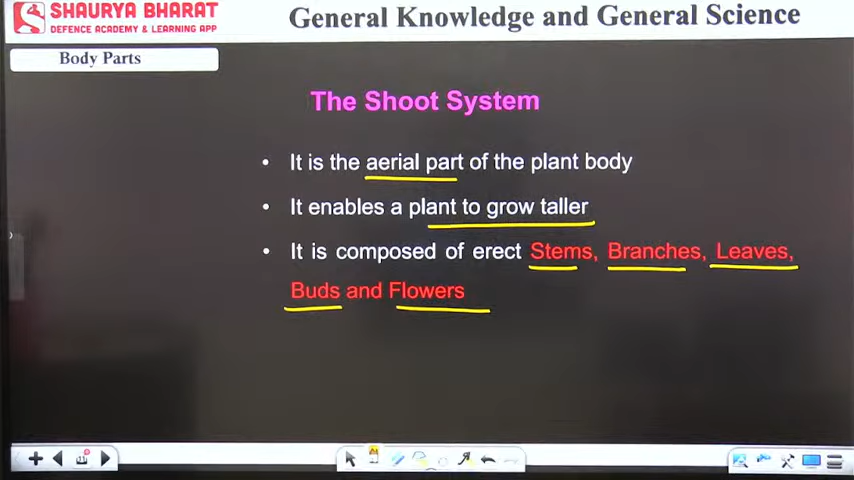 SHAURYA BHARAT
DEFENCE ACADEMY & LEARNING APP
General Knowledge and General Science
Body Parts
The Shoot System
• It is the aerial part of the plant body
• It enables a plant to grow taller
• It is composed of erect Stems, Branches, Leaves,
Buds and Flowers